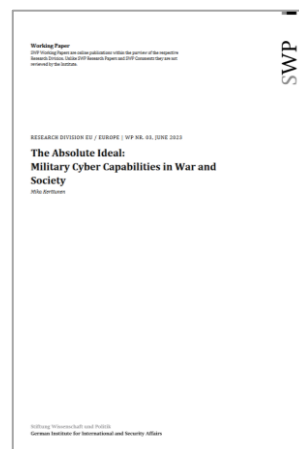 Working Paper
SWP Working Papers are online publications within the purview of the respective
Research Division. Unlike SWP Research Papers and SWP Comments they are not
reviewed by the Institute.
SWP
RESEARCH DIVISION EU / EUROPE | WP NR. 03, JUNE 2023
The Absolute Ideal:
Military Cyber Capabilities in War and
Society
Mika Kerttunen
Stiftung Wissenschaft und Politik
German Institute for International and Security Affairs